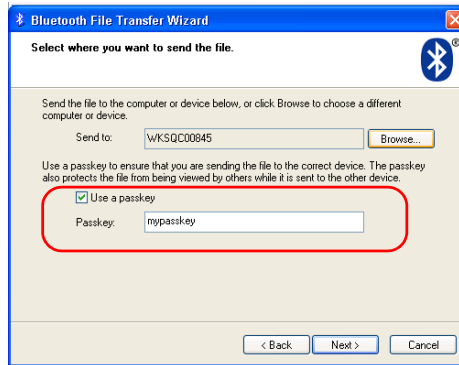 Bluetooth File Transfer Wizard
Select where you want to send the file.
Send the file to the computer or device below, or click Browse to choose a different
computer or device.
Send to: WKSQC00845 Browse...
Use a passkey to ensure that you are sending the file to the correct device. The passkey
also protects the file from being viewed by others while it is sent to the other device.
Use a passkey
Passkey: mypasskey
< Back Next > Cancel